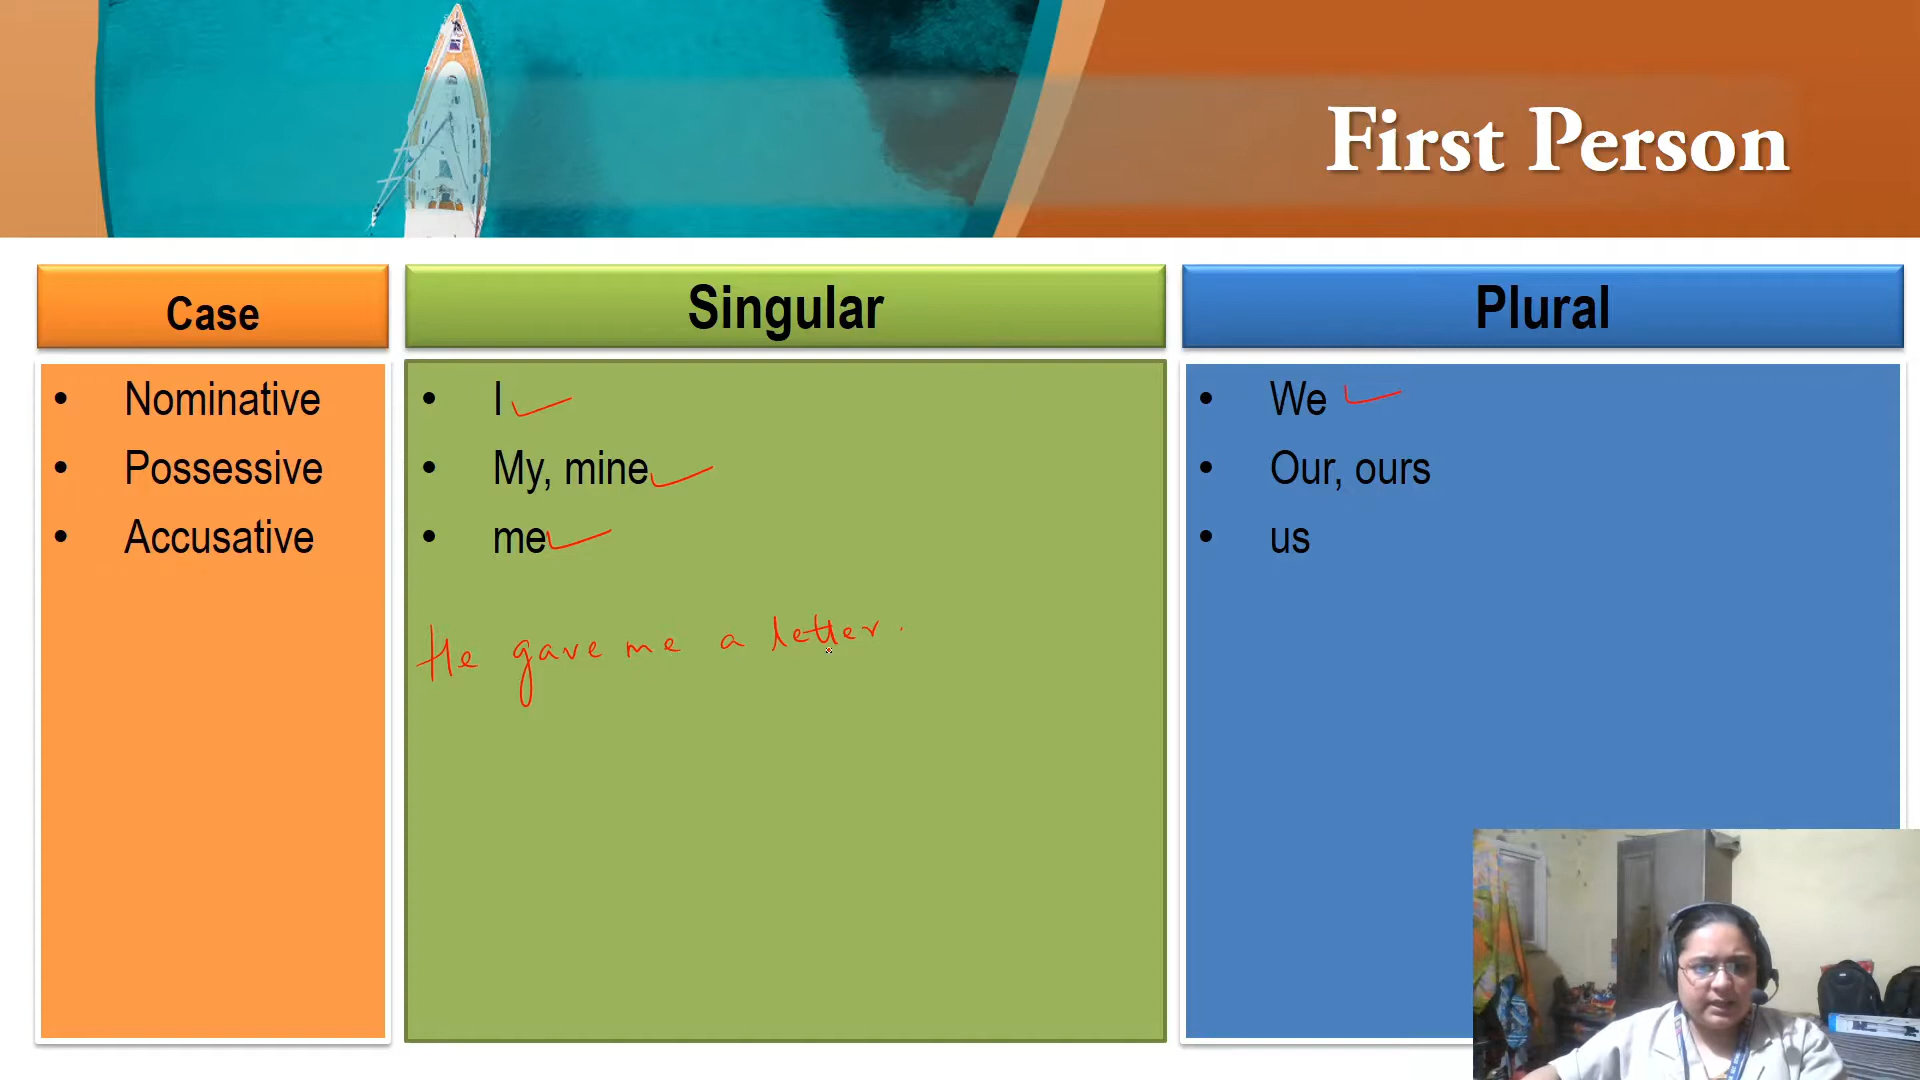 First Person
Case
Singular
Plural
• Nominative
• Possessive
• Accusative
• I
• My, mine
• me
He gave me a letter.
• We
• Our, ours
• us